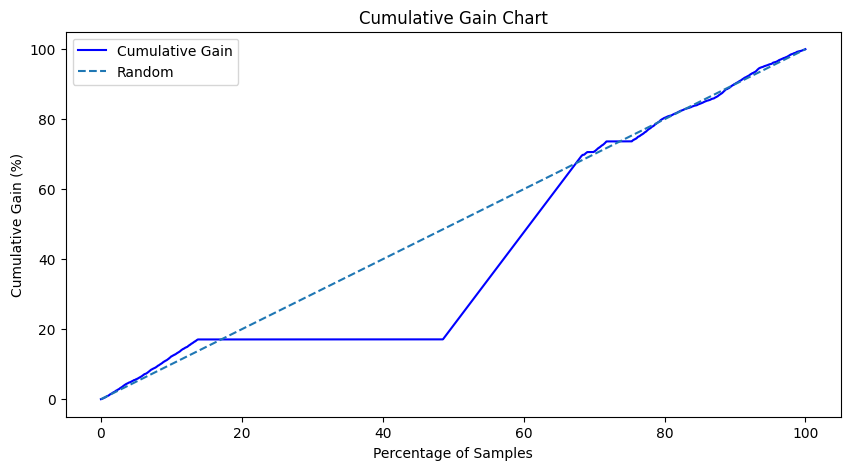 Cumulative Gain Chart
Cumulative Gain
Random
Cumulative Gain (%)
100
80
60
40
20
0
0 20 40 60 80 100
Percentage of Samples